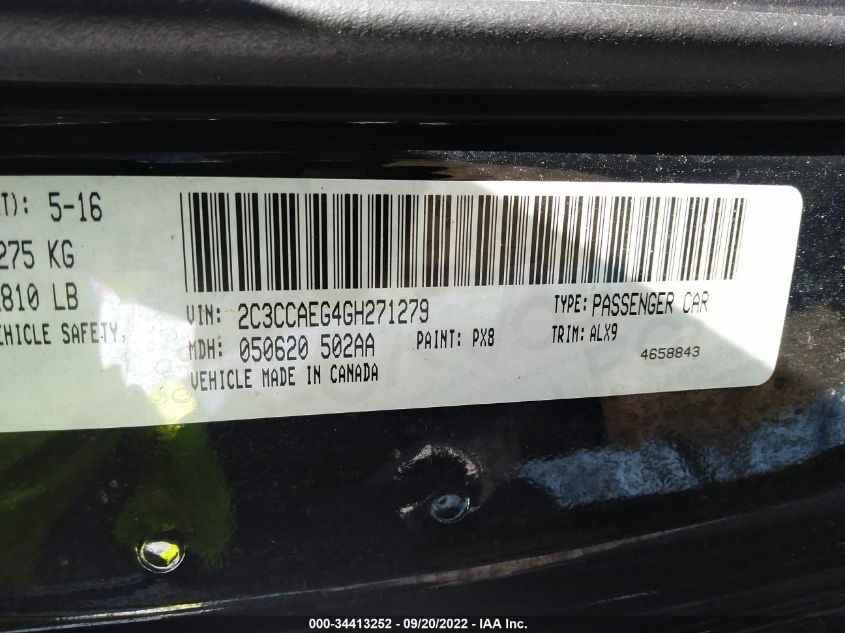 T): 5-16
275 KG
810 LB
EHICLE SAFETY,
VIN: 2C3CCAEG4GH271279
TYPE: PASSENGER CAR
MDH: 050620 502AA
PAINT: PX8
TRIM: ALX9
VEHICLE MADE IN CANADA
4658843
000-34413252 - 09/20/2022 - IAA Inc.